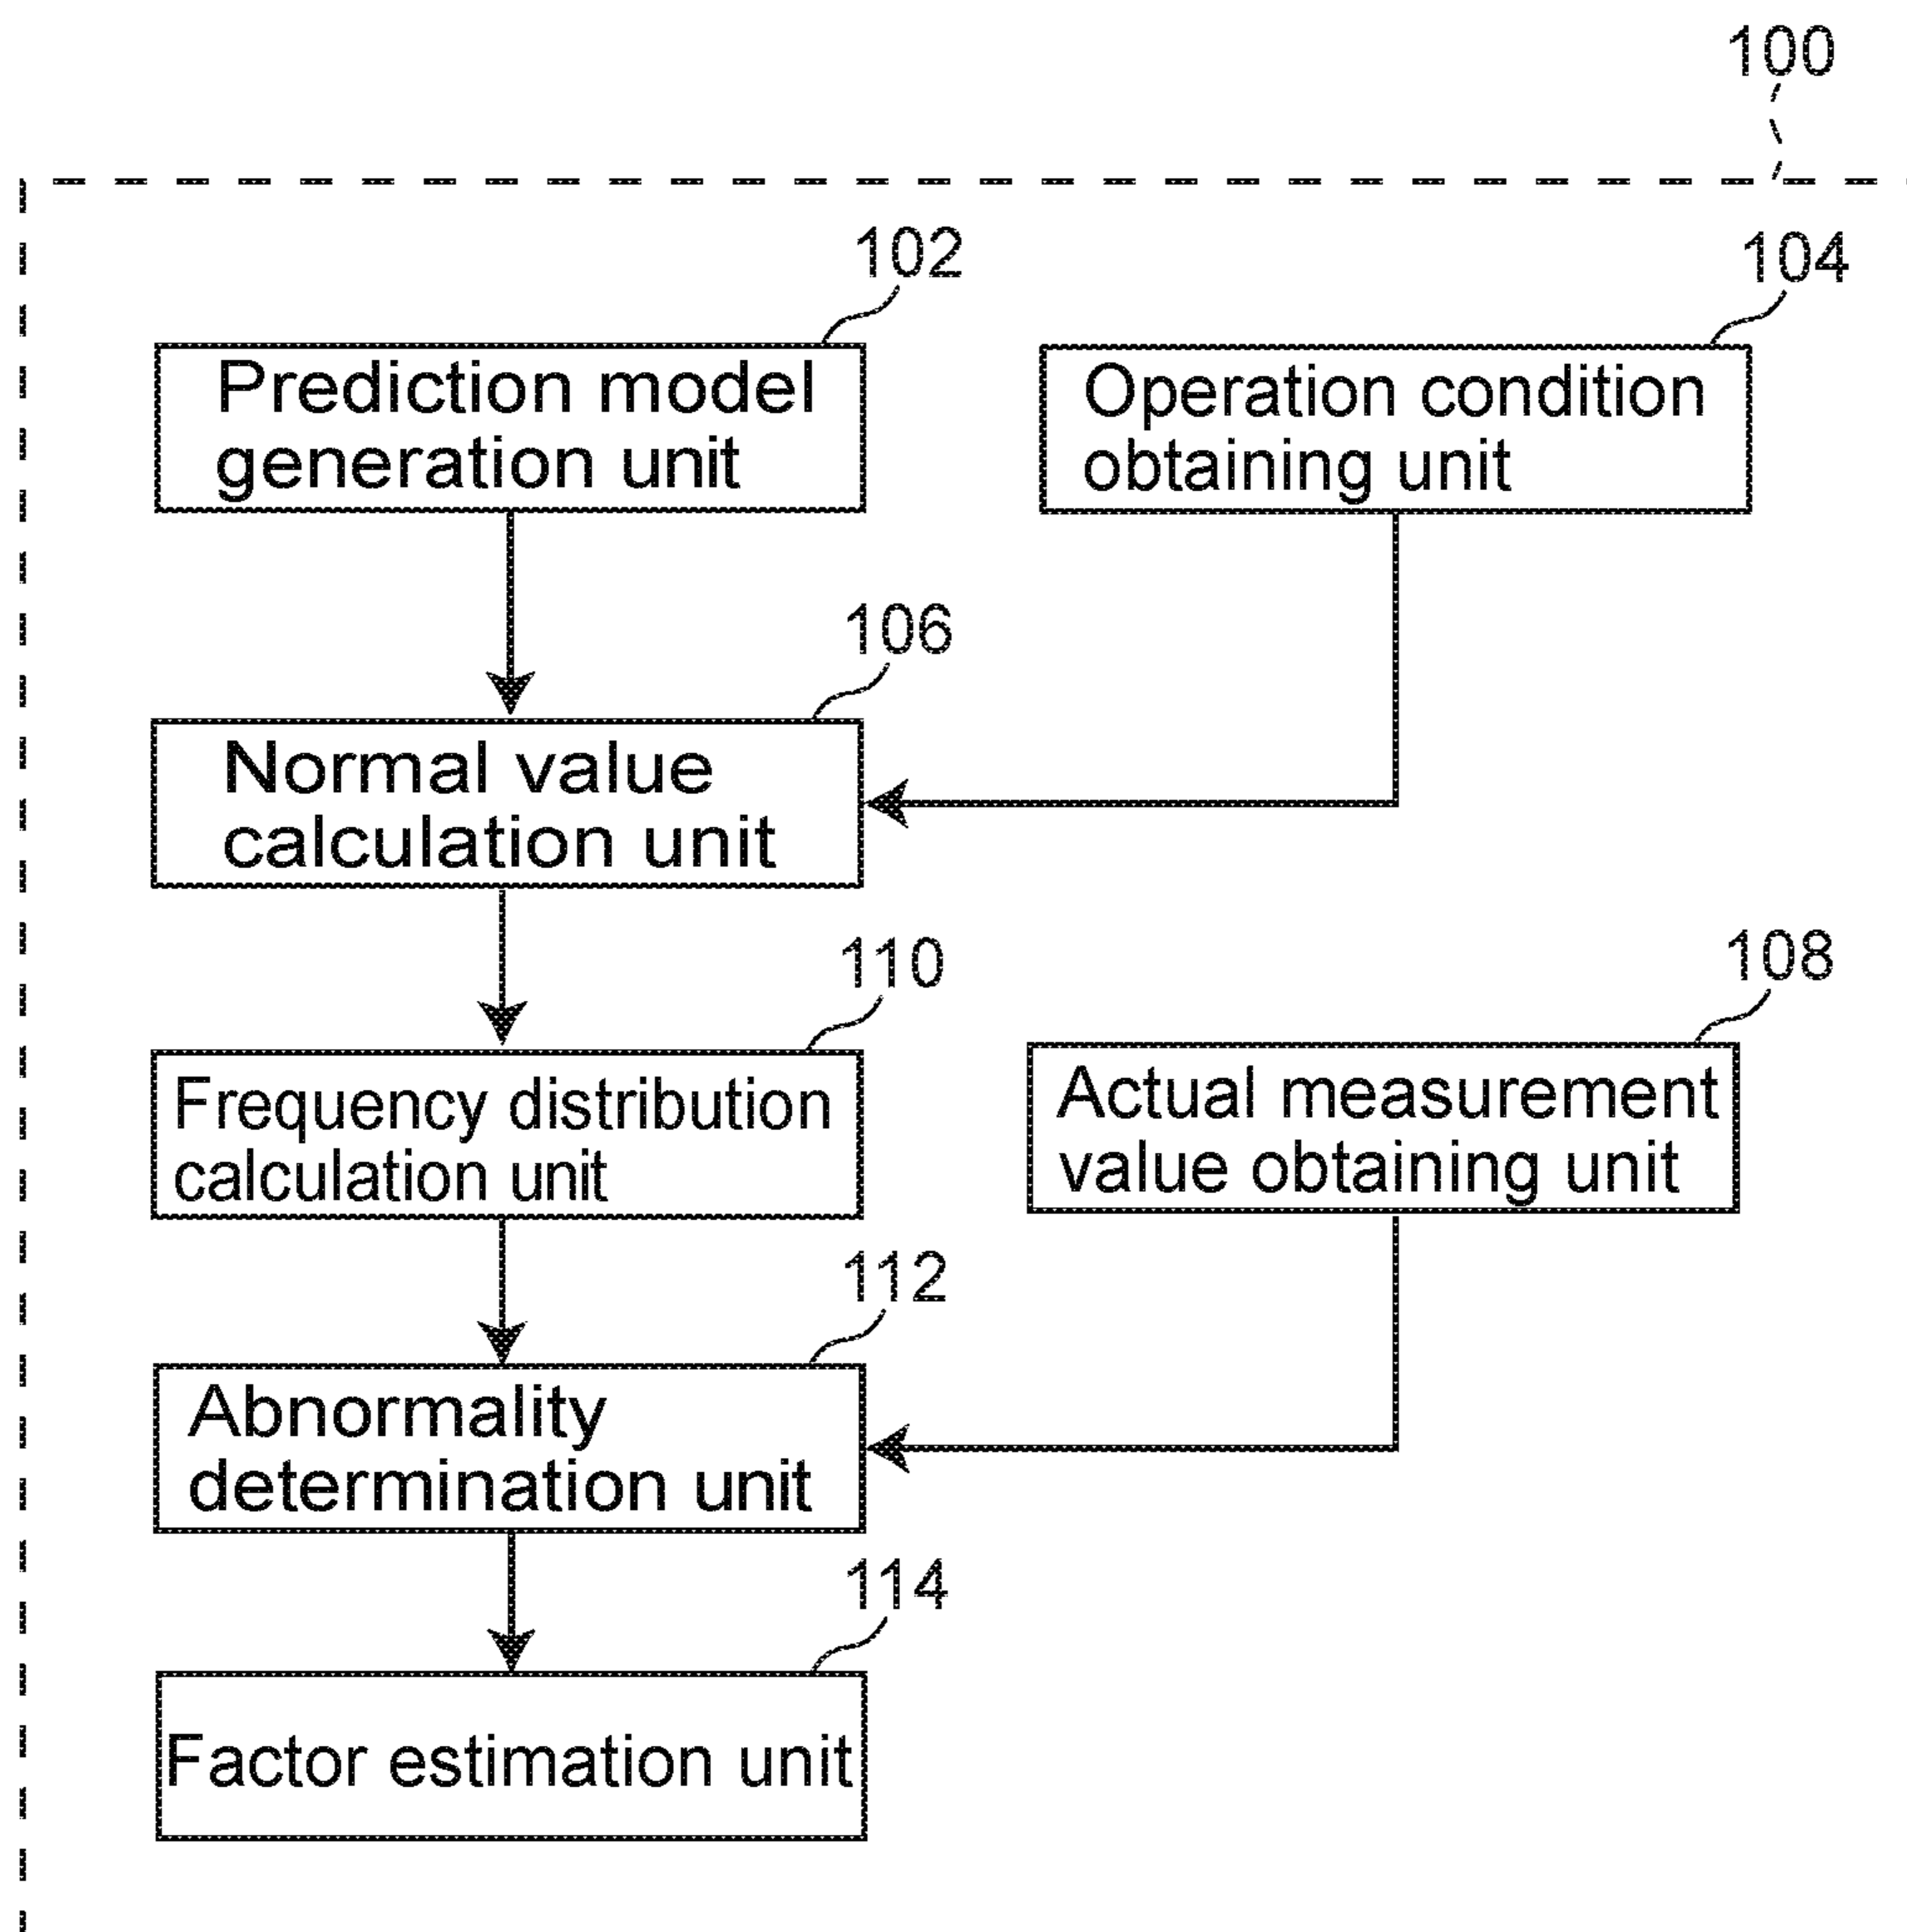 100
102
104
Prediction model
generation unit
Operation condition
obtaining unit
106
Normal value
calculation unit
110
108
Frequency distribution
calculation unit
Actual measurement
value obtaining unit
112
Abnormality
determination unit
114
Factor estimation unit